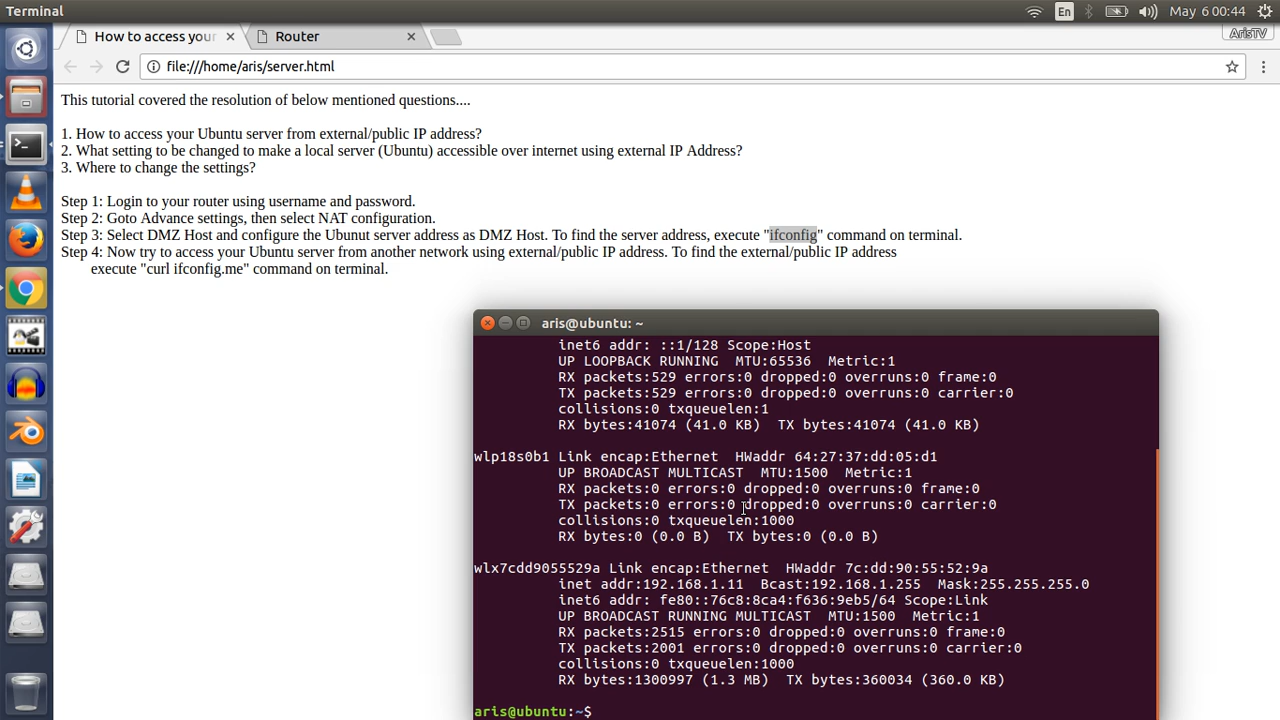 Terminal
En
May 6 00:44
How to access your
Router
ArisTV
file:///home/aris/server.html
This tutorial covered the resolution of below mentioned questions....
1. How to access your Ubuntu server from external/public IP address?
2. What setting to be changed to make a local server (Ubuntu) accessible over internet using external IP Address?
3. Where to change the settings?
Step 1: Login to your router using username and password.
Step 2: Goto Advance settings, then select NAT configuration.
Step 3: Select DMZ Host and configure the Ubunut server address as DMZ Host. To find the server address, execute "ifconfig" command on terminal.
Step 4: Now try to access your Ubuntu server from another network using external/public IP address. To find the external/public IP address
execute "curl ifconfig.me" command on terminal.
aris@ubuntu: ~
inet6 addr: ::1/128 Scope:Host
UP LOOPBACK RUNNING  MTU:65536  Metric:1
RX packets:529 errors:0 dropped:0 overruns:0 frame:0
TX packets:529 errors:0 dropped:0 overruns:0 carrier:0
collisions:0 txqueuelen:1
RX bytes:41074 (41.0 KB)  TX bytes:41074 (41.0 KB)
wlp18s0b1 Link encap:Ethernet  HWaddr 64:27:37:dd:05:d1
UP BROADCAST MULTICAST  MTU:1500  Metric:1
RX packets:0 errors:0 dropped:0 overruns:0 frame:0
TX packets:0 errors:0 dropped:0 overruns:0 carrier:0
collisions:0 txqueuelen:1000
RX bytes:0 (0.0 B)  TX bytes:0 (0.0 B)
wlx7cdd9055529a Link encap:Ethernet  HWaddr 7c:dd:90:55:52:9a
inet addr:192.168.1.11  Bcast:192.168.1.255  Mask:255.255.255.0
inet6 addr: fe80::76c8:8ca4:f636:9eb5/64 Scope:Link
UP BROADCAST RUNNING MULTICAST  MTU:1500  Metric:1
RX packets:2515 errors:0 dropped:0 overruns:0 frame:0
TX packets:2001 errors:0 dropped:0 overruns:0 carrier:0
collisions:0 txqueuelen:1000
RX bytes:1300997 (1.3 MB)  TX bytes:360034 (360.0 KB)
aris@ubuntu:~$